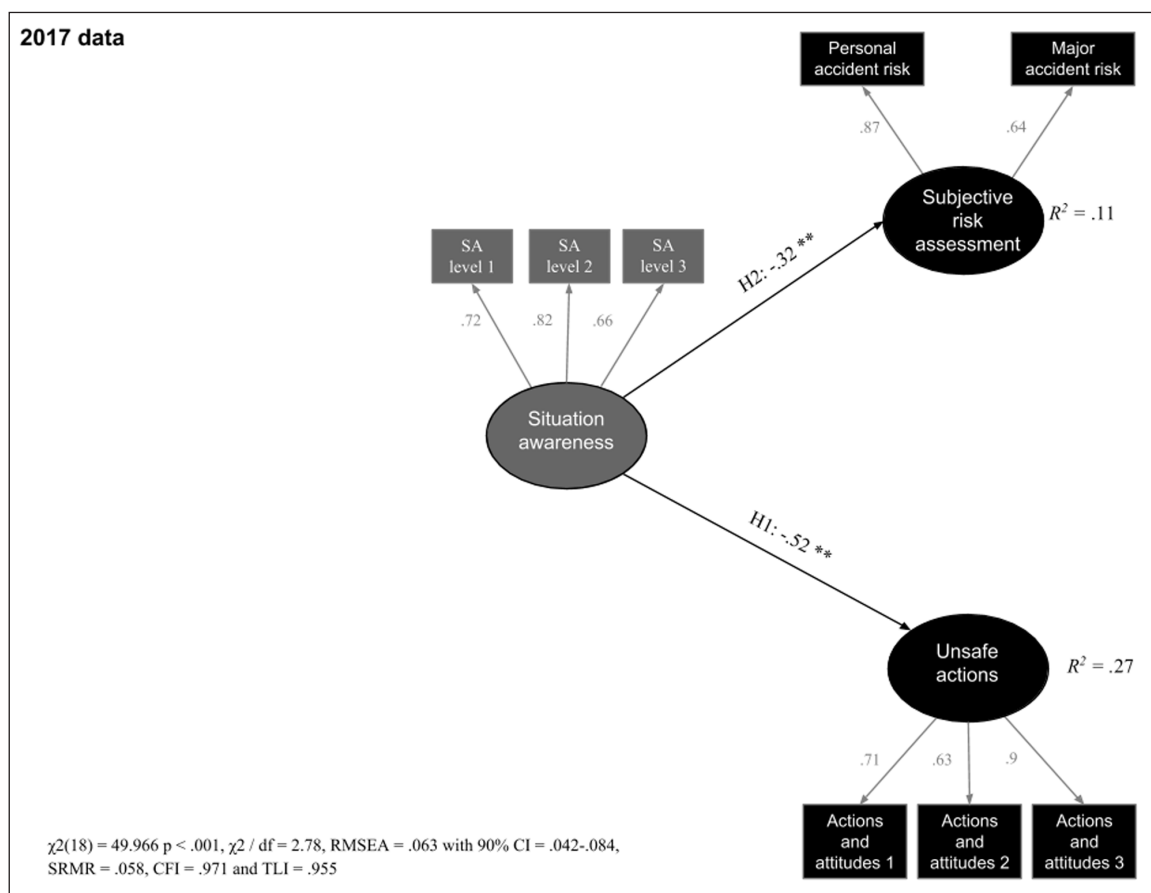 2017 data
Personal
accident risk
Major
accident risk
.87
.64
Subjective
risk
assessment
R² = .11
SA
level 1
SA
level 2
SA
level 3
.72
.82
.66
H2: -.32 **
Situation
awareness
H1: -.52 **
Unsafe
actions
R² = .27
.71
.63
.9
Actions
and
attitudes 1
Actions
and
attitudes 2
Actions
and
attitudes 3
χ2(18) = 49.966 p < .001, χ2 / df = 2.78, RMSEA = .063 with 90% CI = .042-.084,
SRMR = .058, CFI = .971 and TLI = .955